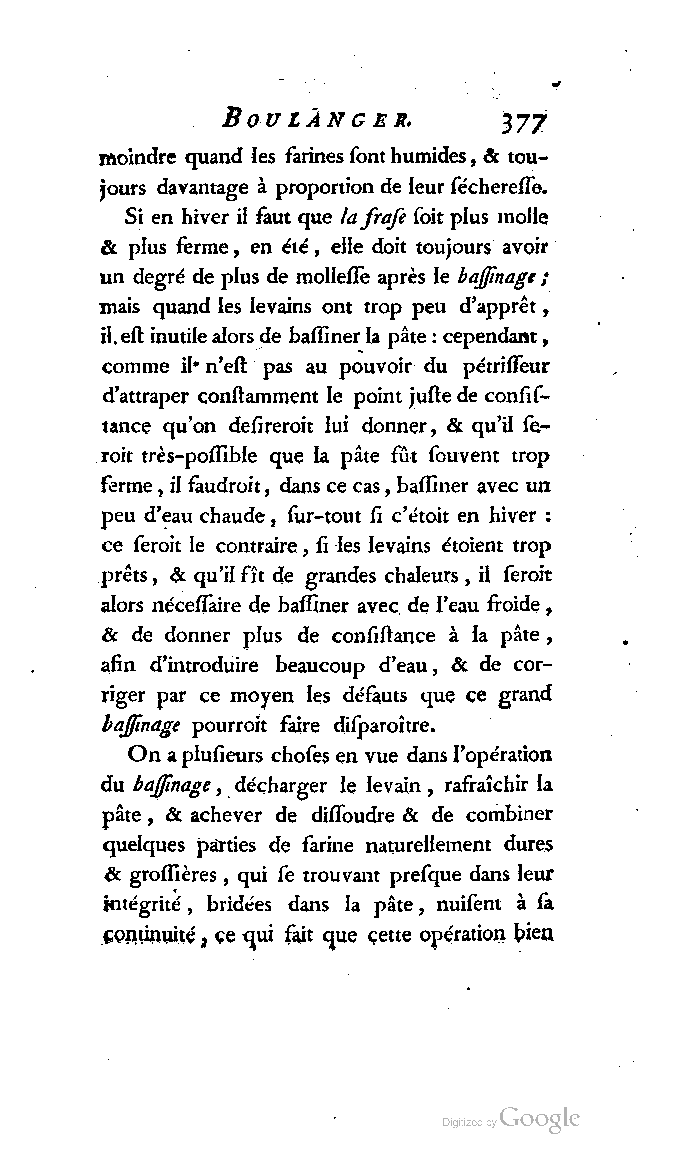 BOULANGER. 377
moindre quand les farines ſont humides, & tou-
jours davantage à proportion de leur ſéchereſſe.
Si en hiver il faut que la fraſe ſoit plus molle
& plus ferme, en été, elle doit toujours avoir
un degré de plus de molleſſe après le baſſinage;
mais quand les levains ont trop peu d'apprêt,
il eſt inutile alors de baſſiner la pâte : cependant,
comme il n'eſt pas au pouvoir du pétriſſeur
d'attraper conſtamment le point juſte de conſiſ-
tance qu'on deſireroit lui donner, & qu'il ſe-
roit très-poſſible que la pâte fût ſouvent trop
ferme, il faudroit, dans ce cas, baſſiner avec un
peu d'eau chaude, ſur-tout ſi c'étoit en hiver :
ce ſeroit le contraire, ſi les levains étoient trop
prêts, & qu'il fît de grandes chaleurs, il ſeroit
alors néceſſaire de baſſiner avec de l'eau froide,
& de donner plus de conſiſtance à la pâte,
afin d'introduire beaucoup d'eau, & de cor-
riger par ce moyen les défauts que ce grand
baſſinage pourroit faire diſparoître.
On a pluſieurs choſes en vue dans l'opération
du baſſinage, décharger le levain, rafraîchir la
pâte, & achever de diſſoudre & de combiner
quelques parties de farine naturellement dures
& groſſières, qui ſe trouvant preſque dans leur
intégrité, bridées dans la pâte, nuiſent à ſa
continuité, ce qui fait que cette opération bien
Digitized by Google